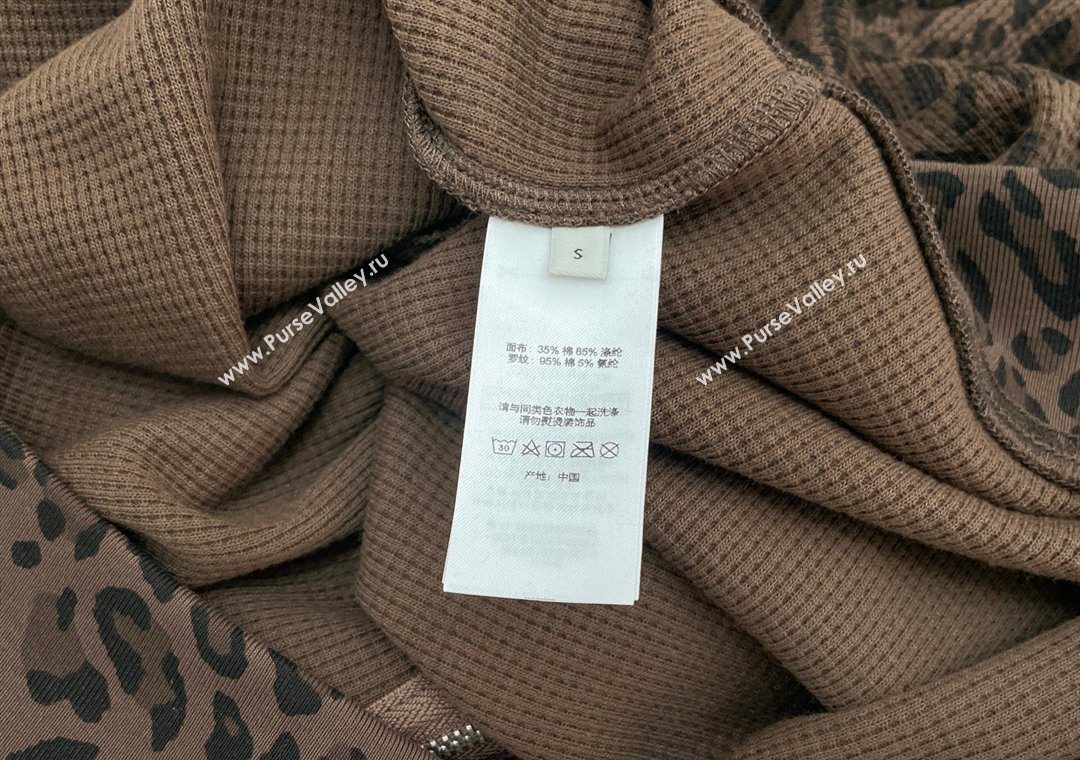 S
www.PurseValley.ru
www.PurseValley.ru
面布：35% 棉 65% 涤纶
罗纹：95% 棉 5% 氨纶
请与同类色衣物一起洗涤
请勿熨烫装饰品
30
产地：中国